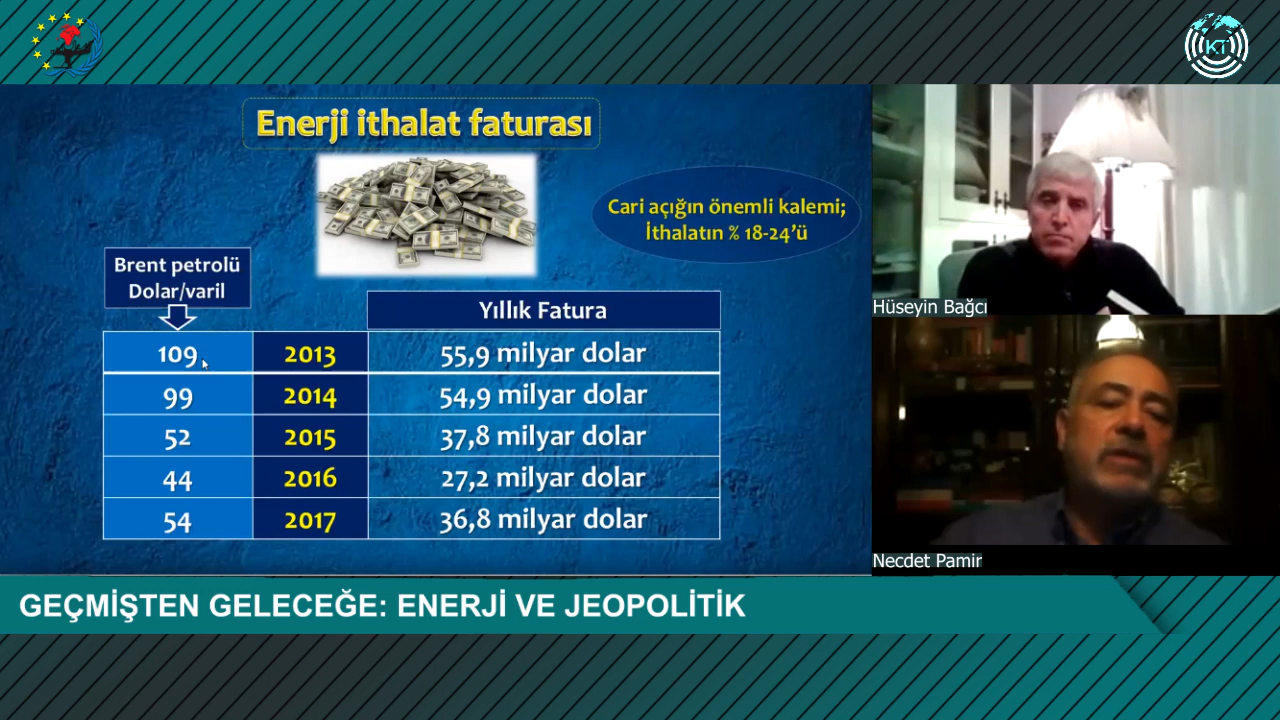 KT
Enerji ithalat faturası
Cari açığın önemli kalemi;
İthalatın % 18-24’ü
Brent petrolü
Dolar/varil
Yıllık Fatura
109 2013 55,9 milyar dolar
99 2014 54,9 milyar dolar
52 2015 37,8 milyar dolar
44 2016 27,2 milyar dolar
54 2017 36,8 milyar dolar
Hüseyin Bağcı
Necdet Pamir
GEÇMİŞTEN GELECEĞE: ENERJİ VE JEOPOLİTİK